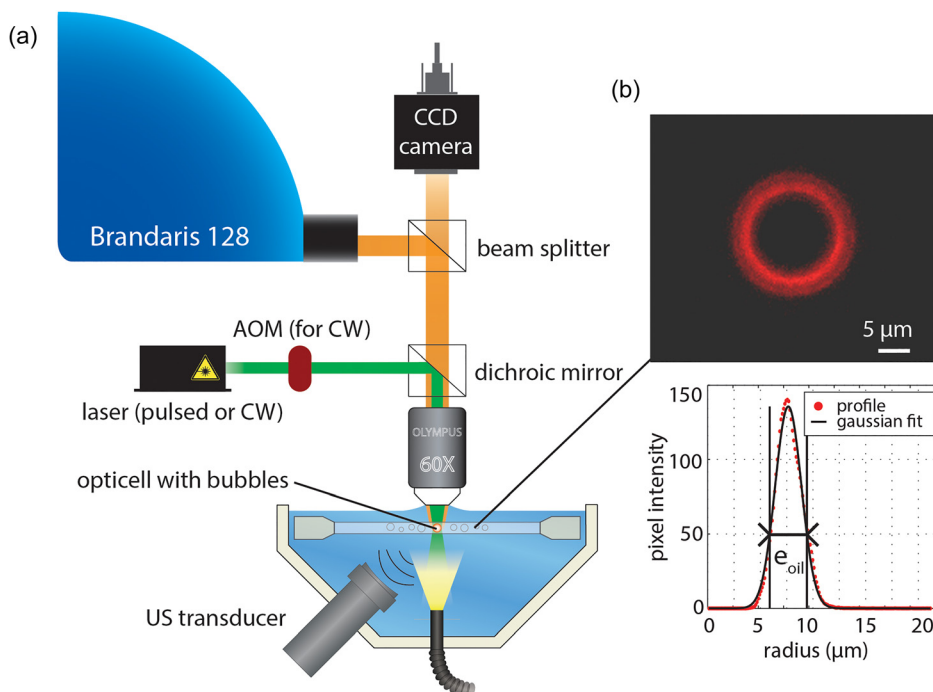 (a)
CCD
camera
Brandaris 128
beam splitter
AOM (for CW)
dichroic mirror
laser (pulsed or CW)
OLYMPUS
60X
opticell with bubbles
US transducer
(b)
5 µm
150
100
50
0
pixel intensity
profile
gaussian fit
e oil
0 5 10 15 20
radius (µm)